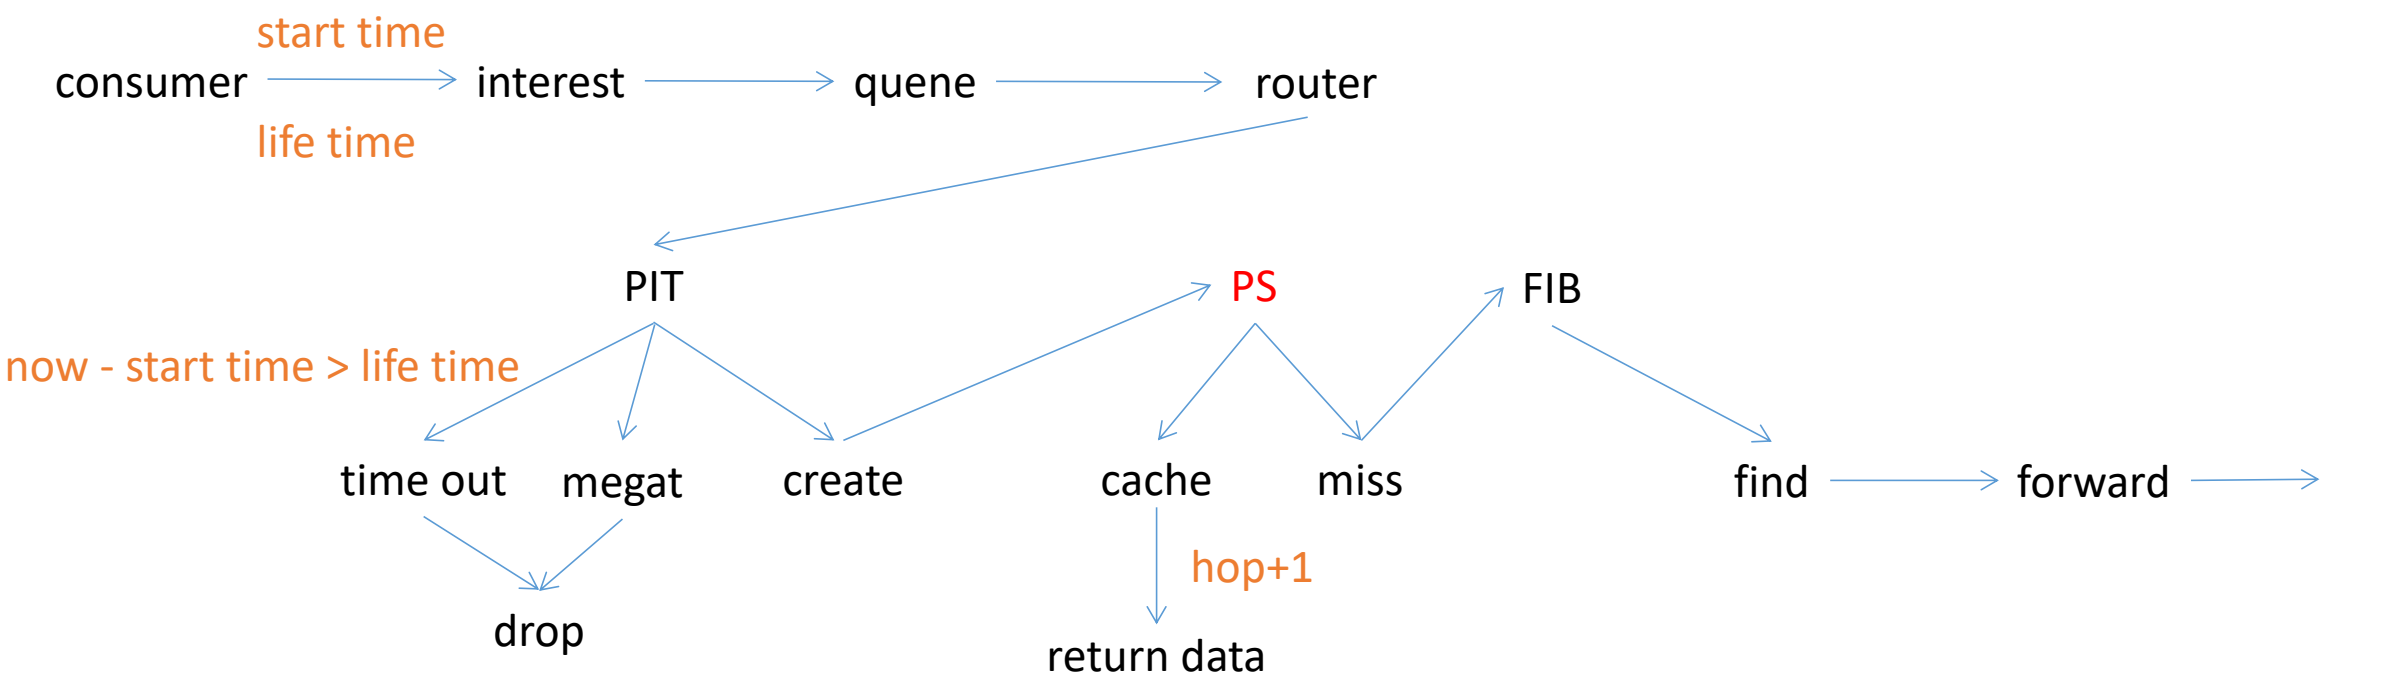 start time
consumer
interest
quene
router
life time
PIT
PS
FIB
now - start time > life time
time out
megat
create
cache
miss
find
forward
hop+1
drop
return data